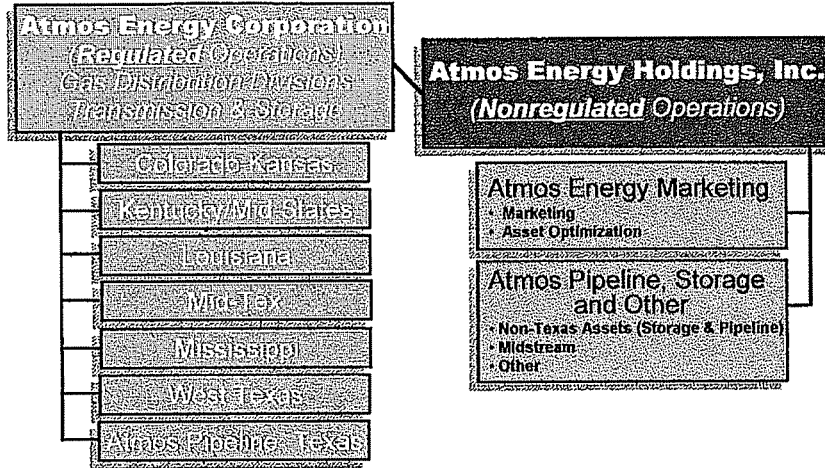 Atmos Energy Corporation
(Regulated Operations)
Gas Distribution Divisions
Transmission & Storage
Colorado-Kansas
Kentucky/Mid-States
Louisiana
Mid-Tex
Mississippi
West Texas
Atmos Pipeline - Texas
Atmos Energy Holdings, Inc.
(Nonregulated Operations)
Atmos Energy Marketing
• Marketing
• Asset Optimization
Atmos Pipeline, Storage
and Other
• Non-Texas Assets (Storage & Pipeline)
• Midstream
• Other